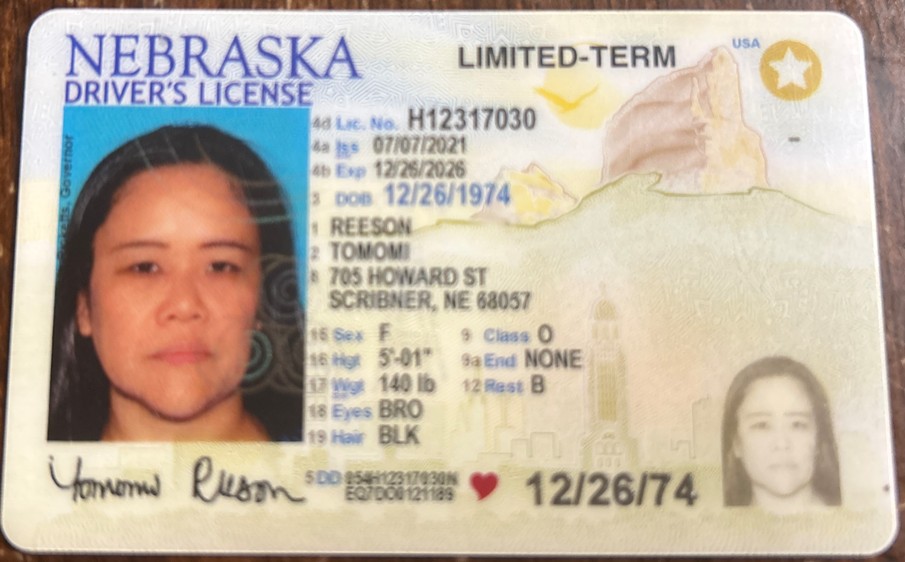 NEBRASKA
DRIVER'S LICENSE
LIMITED-TERM
USA
Governor
4d Lic. No. H12317030
4a Iss 07/07/2021
4b Exp 12/26/2026
3 DOB 12/26/1974
1 REESON
2 TOMOMI
8 705 HOWARD ST
SCRIBNER, NE 68057
15 Sex F
9 Class O
16 Hgt 5'-01"
9a End NONE
17 Wgt 140 lb
12 Rest B
18 Eyes BRO
19 Hair BLK
Tomomi Reeson
5 DD 054H12317030N
EQ7DO0121189
12/26/74